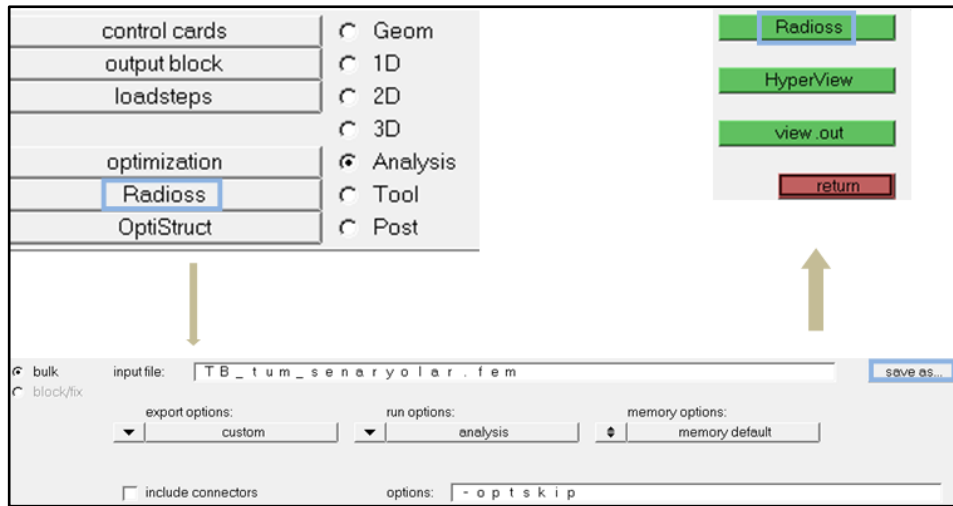 control cards
output block
loadsteps
optimization
Radioss
OptiStruct
Geom
1D
2D
3D
Analysis
Tool
Post
Radioss
HyperView
view .out
return
bulk
block/fix
input file: TB_tum_senaryolar.fem
save as...
export options: run options: memory options:
custom analysis memory default
include connectors options: -optskip